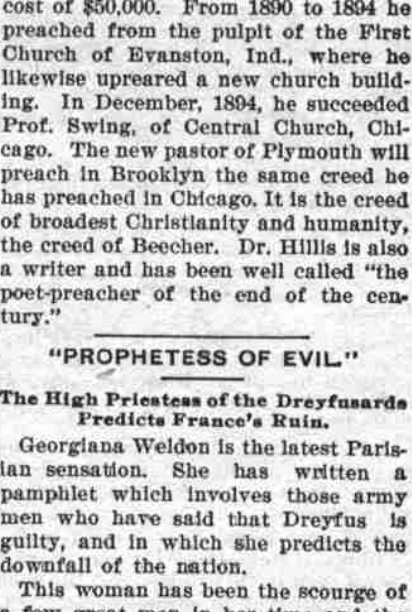 cost of $50,000. From 1890 to 1894 he
preached from the pulpit of the First
Church of Evanston, Ind., where he
likewise upreared a new church build-
ing. In December, 1894, he succeeded
Prof. Swing, of Central Church, Chi-
cago. The new pastor of Plymouth will
preach in Brooklyn the same creed he
has preached in Chicago. It is the creed
of broadest Christianity and humanity,
the creed of Beecher. Dr. Hillis is also
a writer and has been well called "the
poet-preacher of the end of the cen-
tury."
"PROPHETESS OF EVIL."
The High Priestess of the Dreyfusards
Predicts France's Ruin.
Georgiana Weldon is the latest Paris-
ian sensation. She has written a
pamphlet which involves those army
men who have said that Dreyfus is
guilty, and in which she predicts the
downfall of the nation.
This woman has been the scourge of